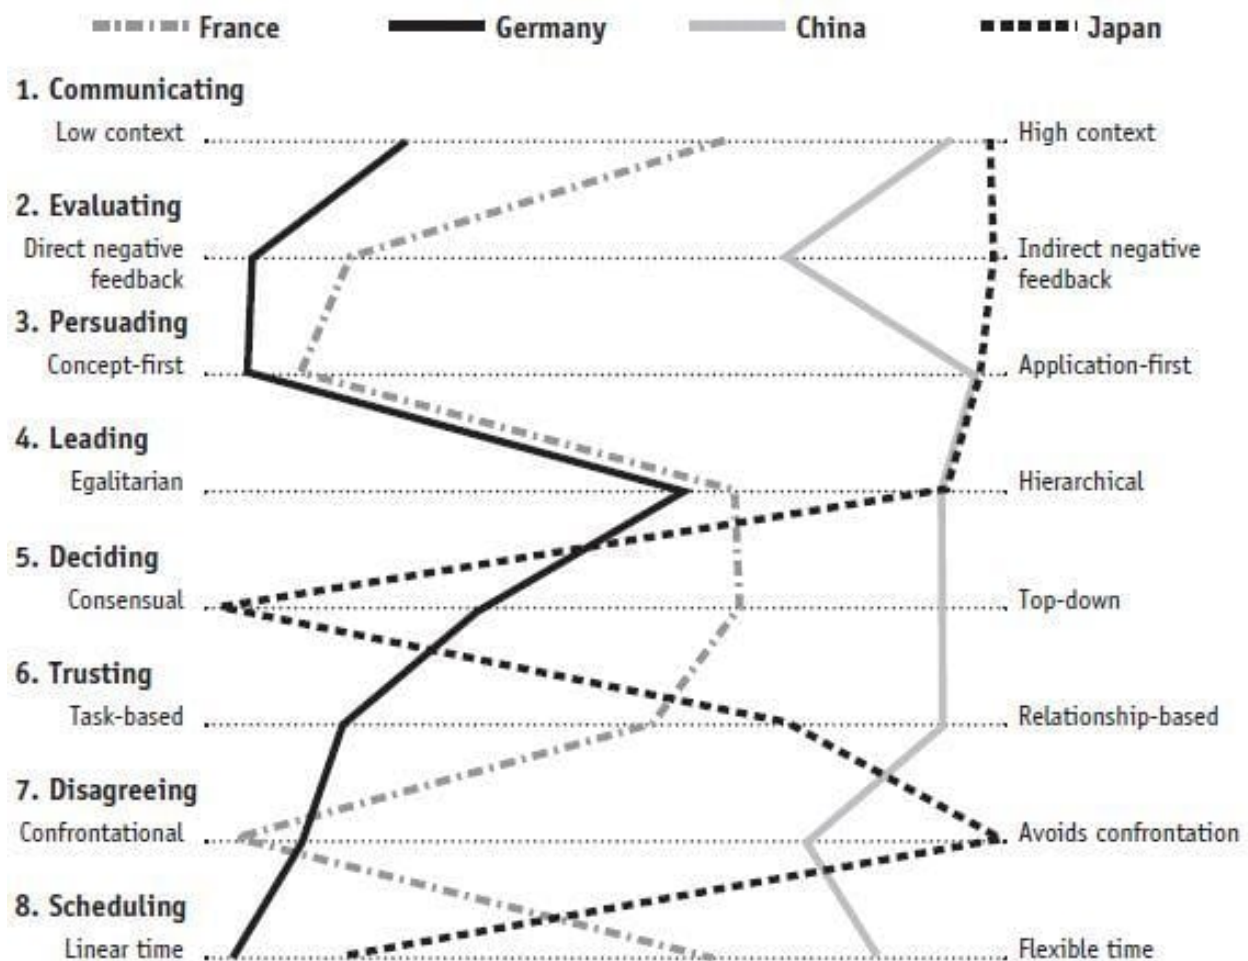 France Germany China Japan
1. Communicating
Low context High context
2. Evaluating
Direct negative feedback Indirect negative feedback
3. Persuading
Concept-first Application-first
4. Leading
Egalitarian Hierarchical
5. Deciding
Consensual Top-down
6. Trusting
Task-based Relationship-based
7. Disagreeing
Confrontational Avoids confrontation
8. Scheduling
Linear time Flexible time